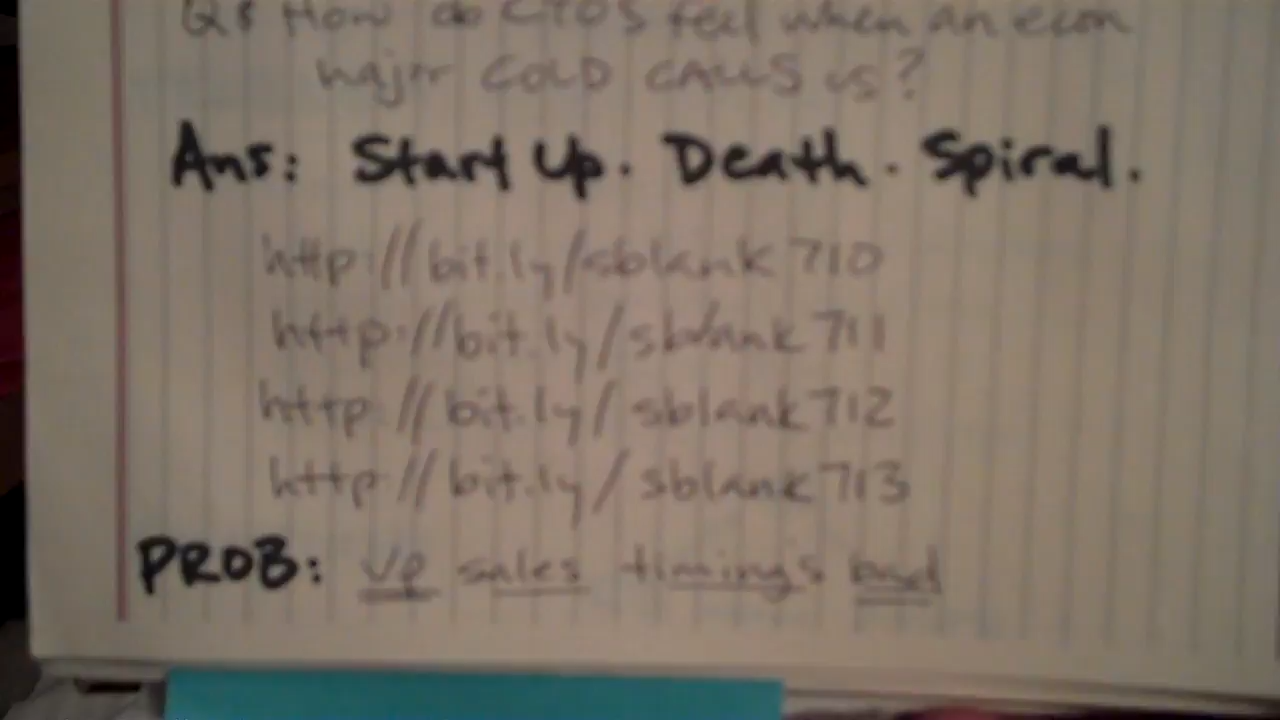 Q: How do CTOS feel when an econ
major COLD CALLS us?
Ans: Start Up. Death. Spiral.
http://bit.ly/sblank710
http://bit.ly/sblank711
http://bit.ly/sblank712
http://bit.ly/sblank713
PROB: VP sales timing's bad